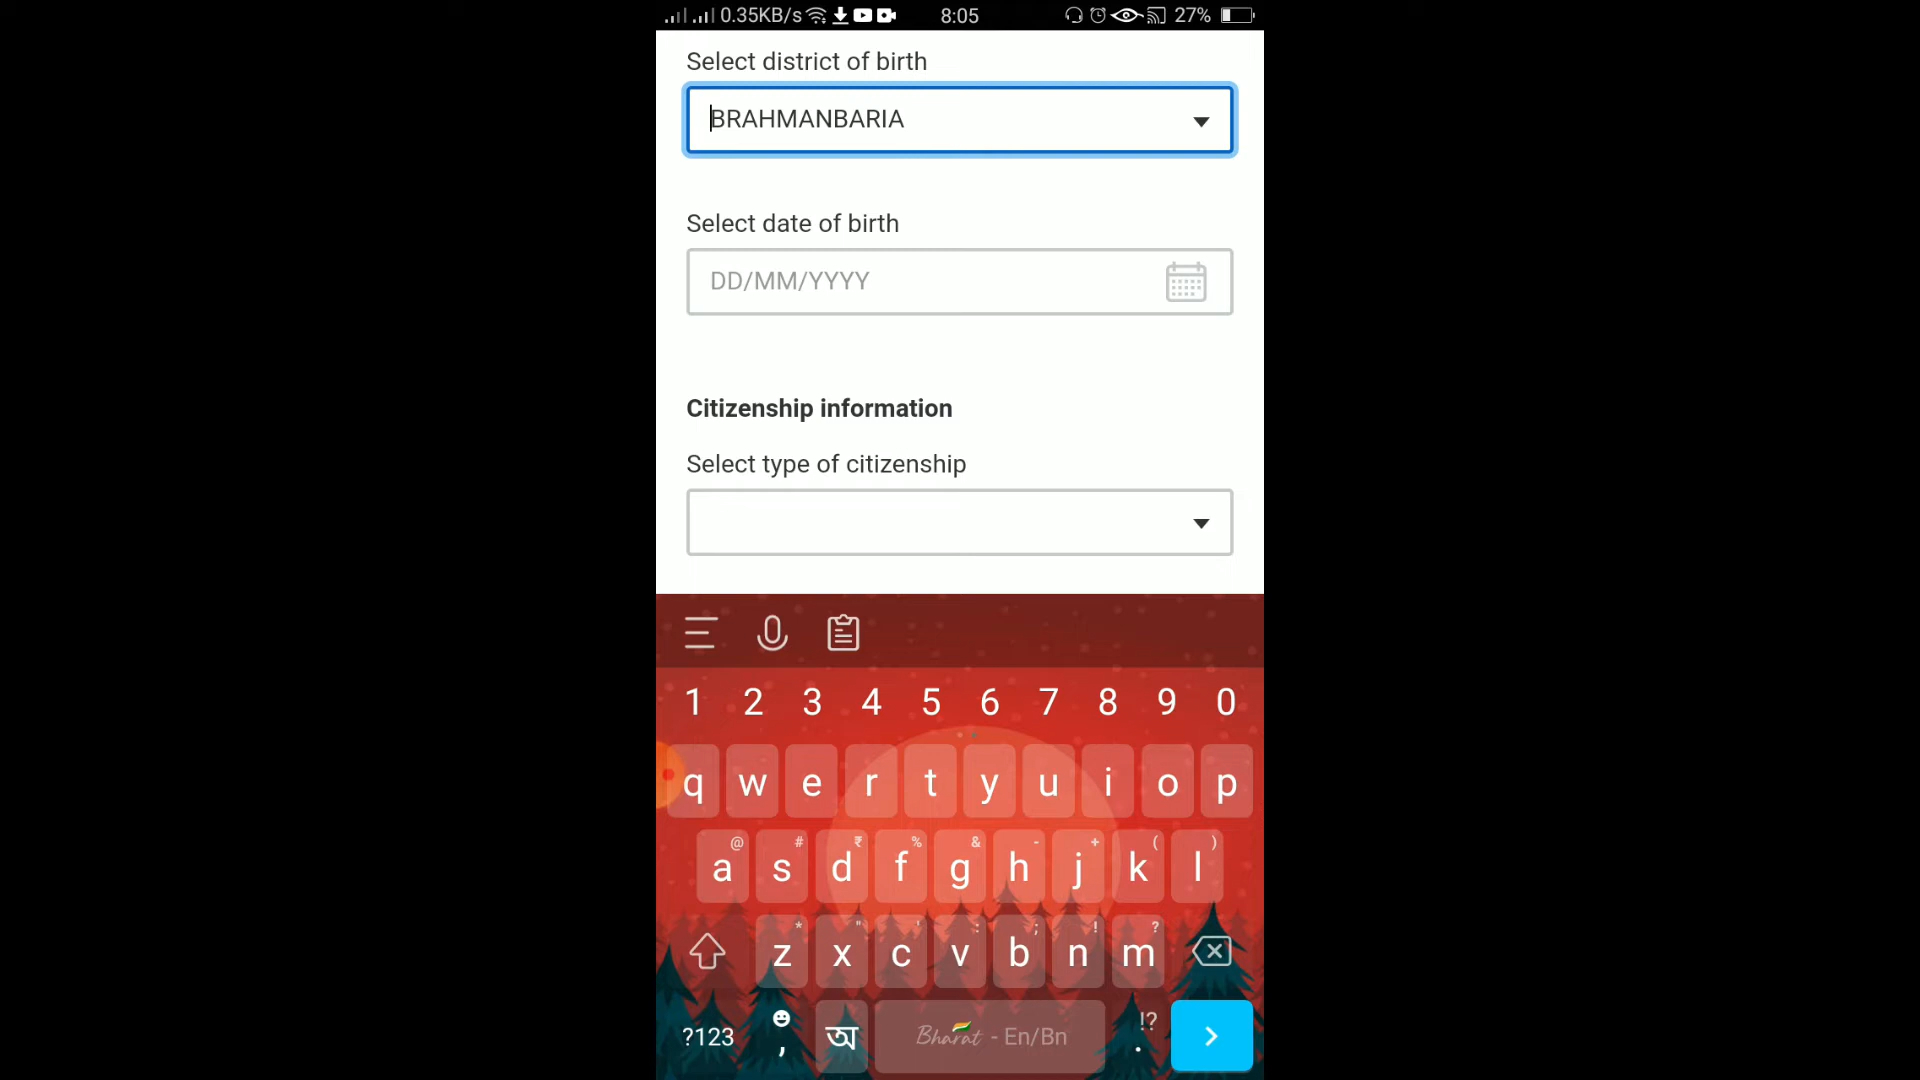 0.35KB/s 8:05 27%
Select district of birth
BRAHMANBARIA
Select date of birth
DD/MM/YYYY
Citizenship information
Select type of citizenship
1 2 3 4 5 6 7 8 9 0
q w e r t y u i o p
@ # ₹ % & - + ( )
a s d f g h j k l
* " ' : ; ! ?
z x c v b n m
?123 , অ Bharat - En/Bn !? . >